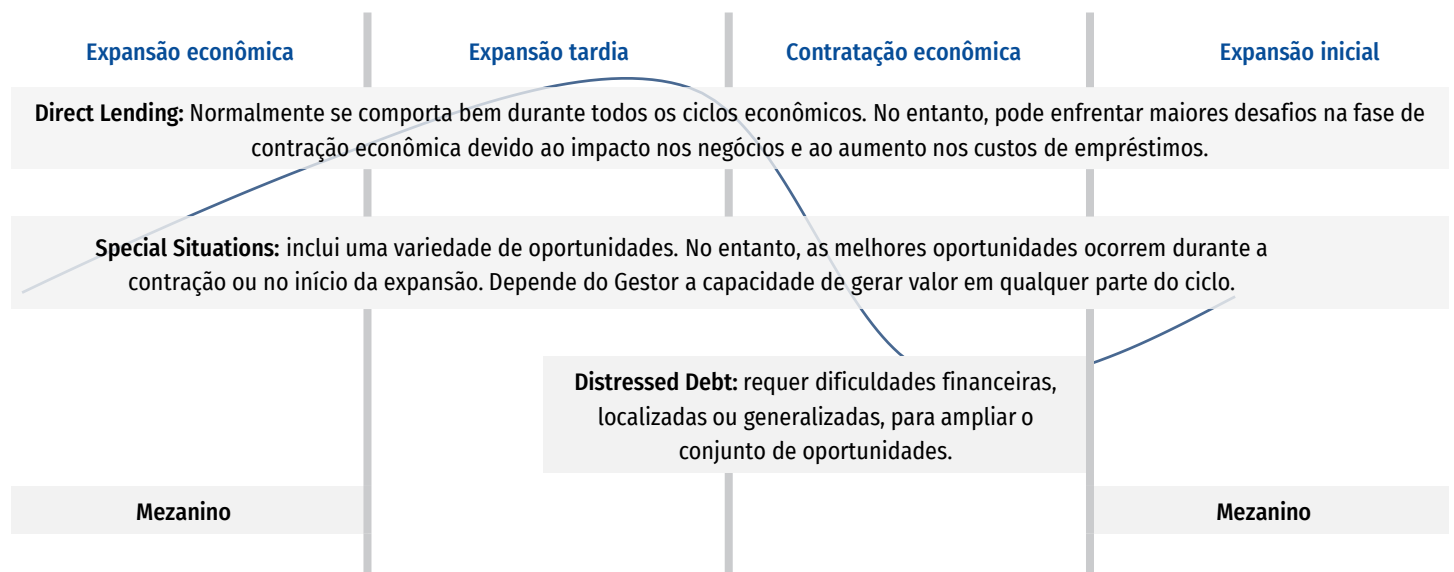 Expansão econômica
Expansão tardia
Contratação econômica
Expansão inicial
Direct Lending: Normalmente se comporta bem durante todos os ciclos econômicos. No entanto, pode enfrentar maiores desafios na fase de
contração econômica devido ao impacto nos negócios e ao aumento nos custos de empréstimos.
Special Situations: inclui uma variedade de oportunidades. No entanto, as melhores oportunidades ocorrem durante a
contração ou no início da expansão. Depende do Gestor a capacidade de gerar valor em qualquer parte do ciclo.
Distressed Debt: requer dificuldades financeiras,
localizadas ou generalizadas, para ampliar o
conjunto de oportunidades.
Mezanino
Mezanino